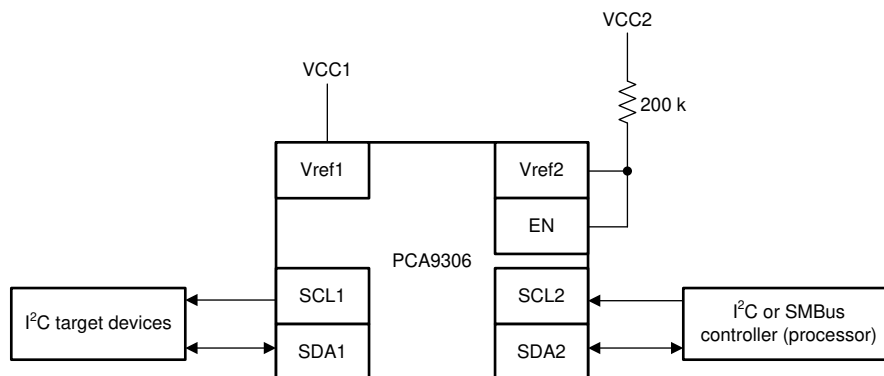 VCC2
VCC1
200 k
Vref1
Vref2
EN
PCA9306
SCL1
SCL2
I²C target devices
I²C or SMBus
controller (processor)
SDA1
SDA2